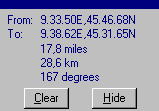 From: 9.33.50E,45.46.68N
To: 9.38.62E,45.31.65N
17,8 miles
28,6 km
167 degrees
Clear Hide